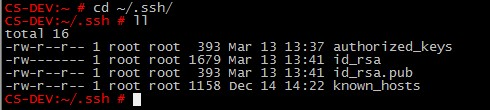 CS-DEV:~ # cd ~/.ssh/
CS-DEV:~/.ssh # ll
total 16
-rw-r--r-- 1 root root  393 Mar 13 13:37 authorized_keys
-rw------- 1 root root 1679 Mar 13 13:41 id_rsa
-rw-r--r-- 1 root root  393 Mar 13 13:41 id_rsa.pub
-rw-r--r-- 1 root root 1158 Dec 14 14:22 known_hosts
CS-DEV:~/.ssh #